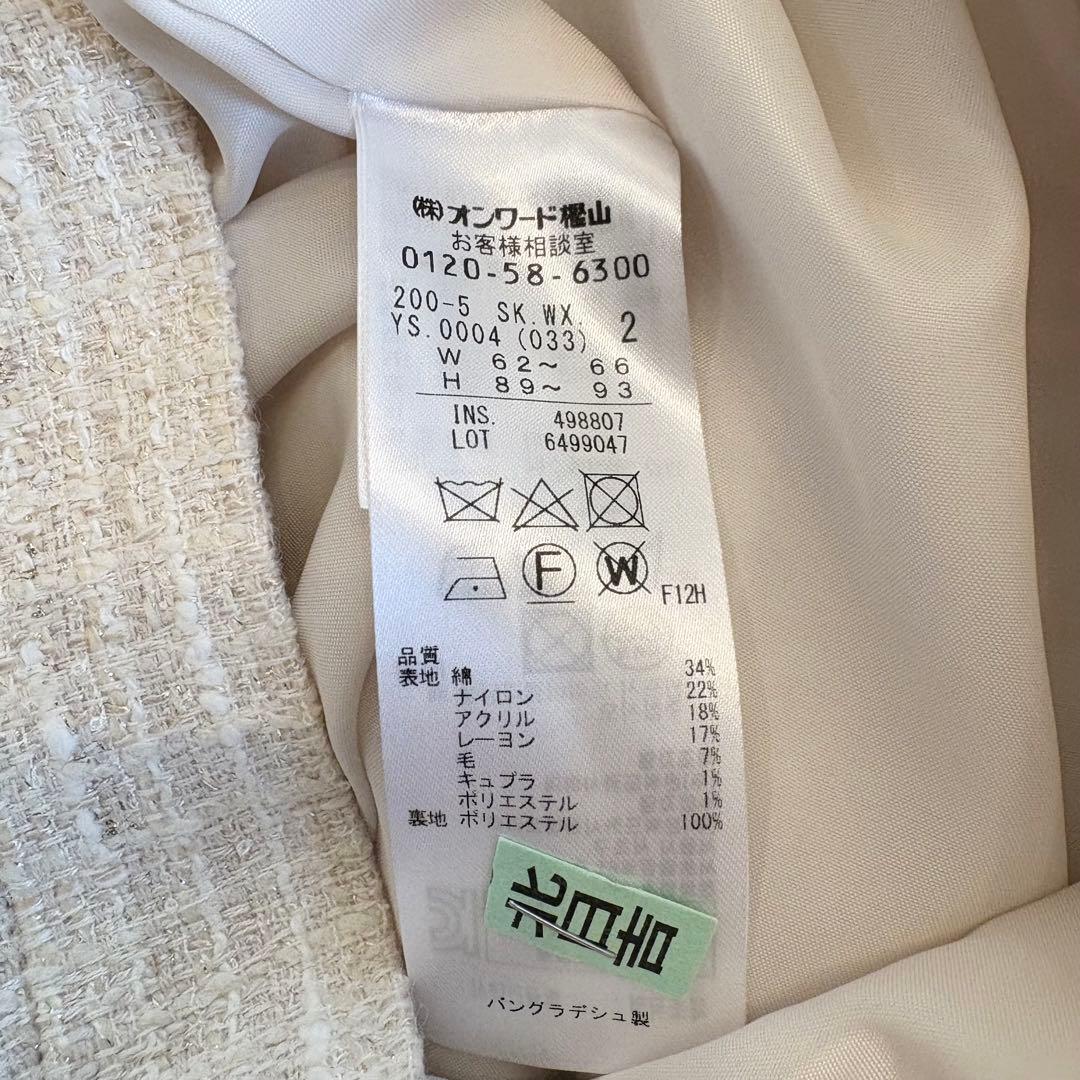 (株)オンワード樫山
お客様相談室
0120-58-6300
200-5 SK.WX.
YS.0004 (033) 2
W 62～ 66
H 89～ 93
INS. 498807
LOT 6499047
F
W
F12H
品質
表地 綿 34%
ナイロン 22%
アクリル 18%
レーヨン 17%
毛 7%
キュプラ 1%
ポリエステル 1%
裏地 ポリエステル 100%
バングラデシュ製